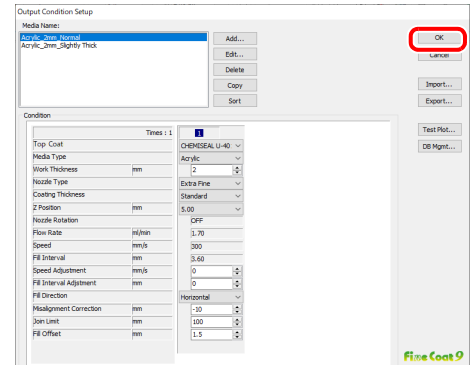 Output Condition Setup
Media Name:
Acrylic_2mm_Normal
Acrylic_2mm_Slightly Thick
Add...
Edit...
Delete
Copy
Sort
OK
Cancel
Import...
Export...
Test Plot...
DB Mgmt...
Condition
Times : 1 1
Top Coat CHEMISEAL U-40
Media Type Acrylic
Work Thickness mm 2
Nozzle Type Extra Fine
Coating Thickness Standard
Z Position mm 5.00
Nozzle Rotation OFF
Flow Rate ml/min 1.70
Speed mm/s 300
Fill Interval mm 3.60
Speed Adjustment mm/s 0
Fill Interval Adjstment mm 0
Fill Direction Horizontal
Misalignment Correction mm -10
Join Limit mm 100
Fill Offset mm 1.5
Fine Coat 9